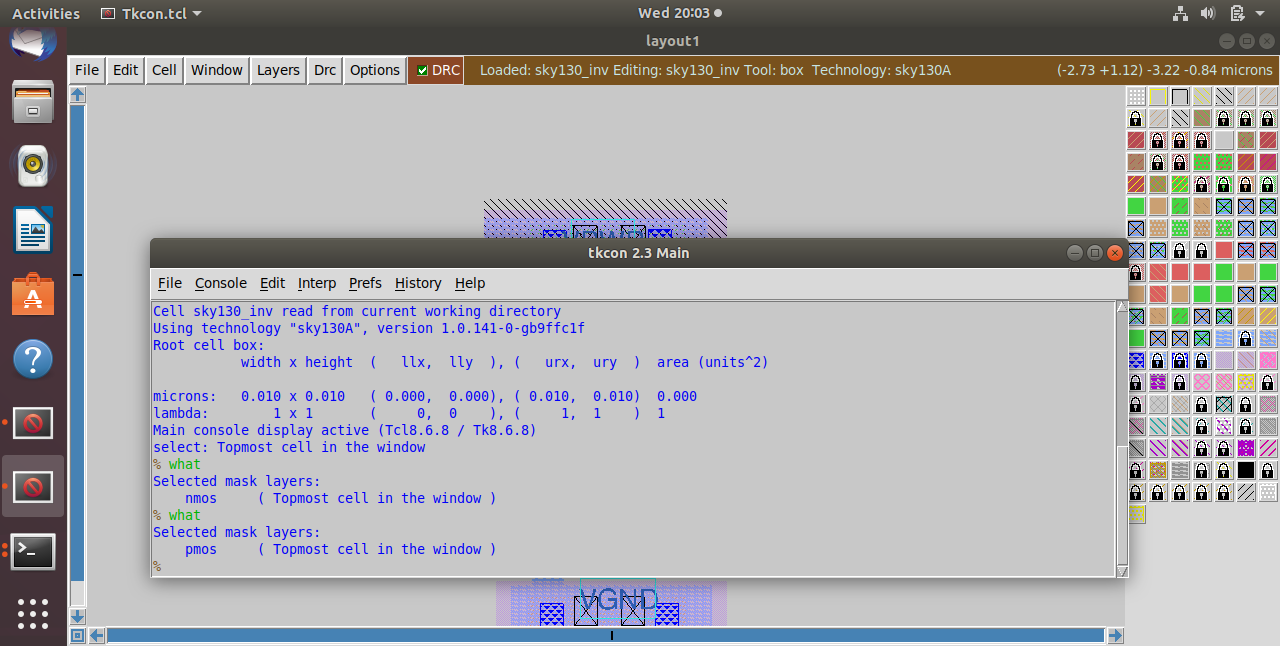 Activities Tkcon.tcl Wed 20:03
layout1
File Edit Cell Window Layers Drc Options DRC Loaded: sky130_inv Editing: sky130_inv Tool: box Technology: sky130A (-2.73 +1.12) -3.22 -0.84 microns
tkcon 2.3 Main
File Console Edit Interp Prefs History Help
Cell sky130_inv read from current working directory
Using technology "sky130A", version 1.0.141-0-gb9ffc1f
Root cell box:
width x height ( llx, lly ), ( urx, ury ) area (units^2)
microns: 0.010 x 0.010 ( 0.000, 0.000), ( 0.010, 0.010) 0.000
lambda: 1 x 1 ( 0, 0 ), ( 1, 1 ) 1
Main console display active (Tcl8.6.8 / Tk8.6.8)
select: Topmost cell in the window
% what
Selected mask layers:
nmos ( Topmost cell in the window )
% what
Selected mask layers:
pmos ( Topmost cell in the window )
%
VGND